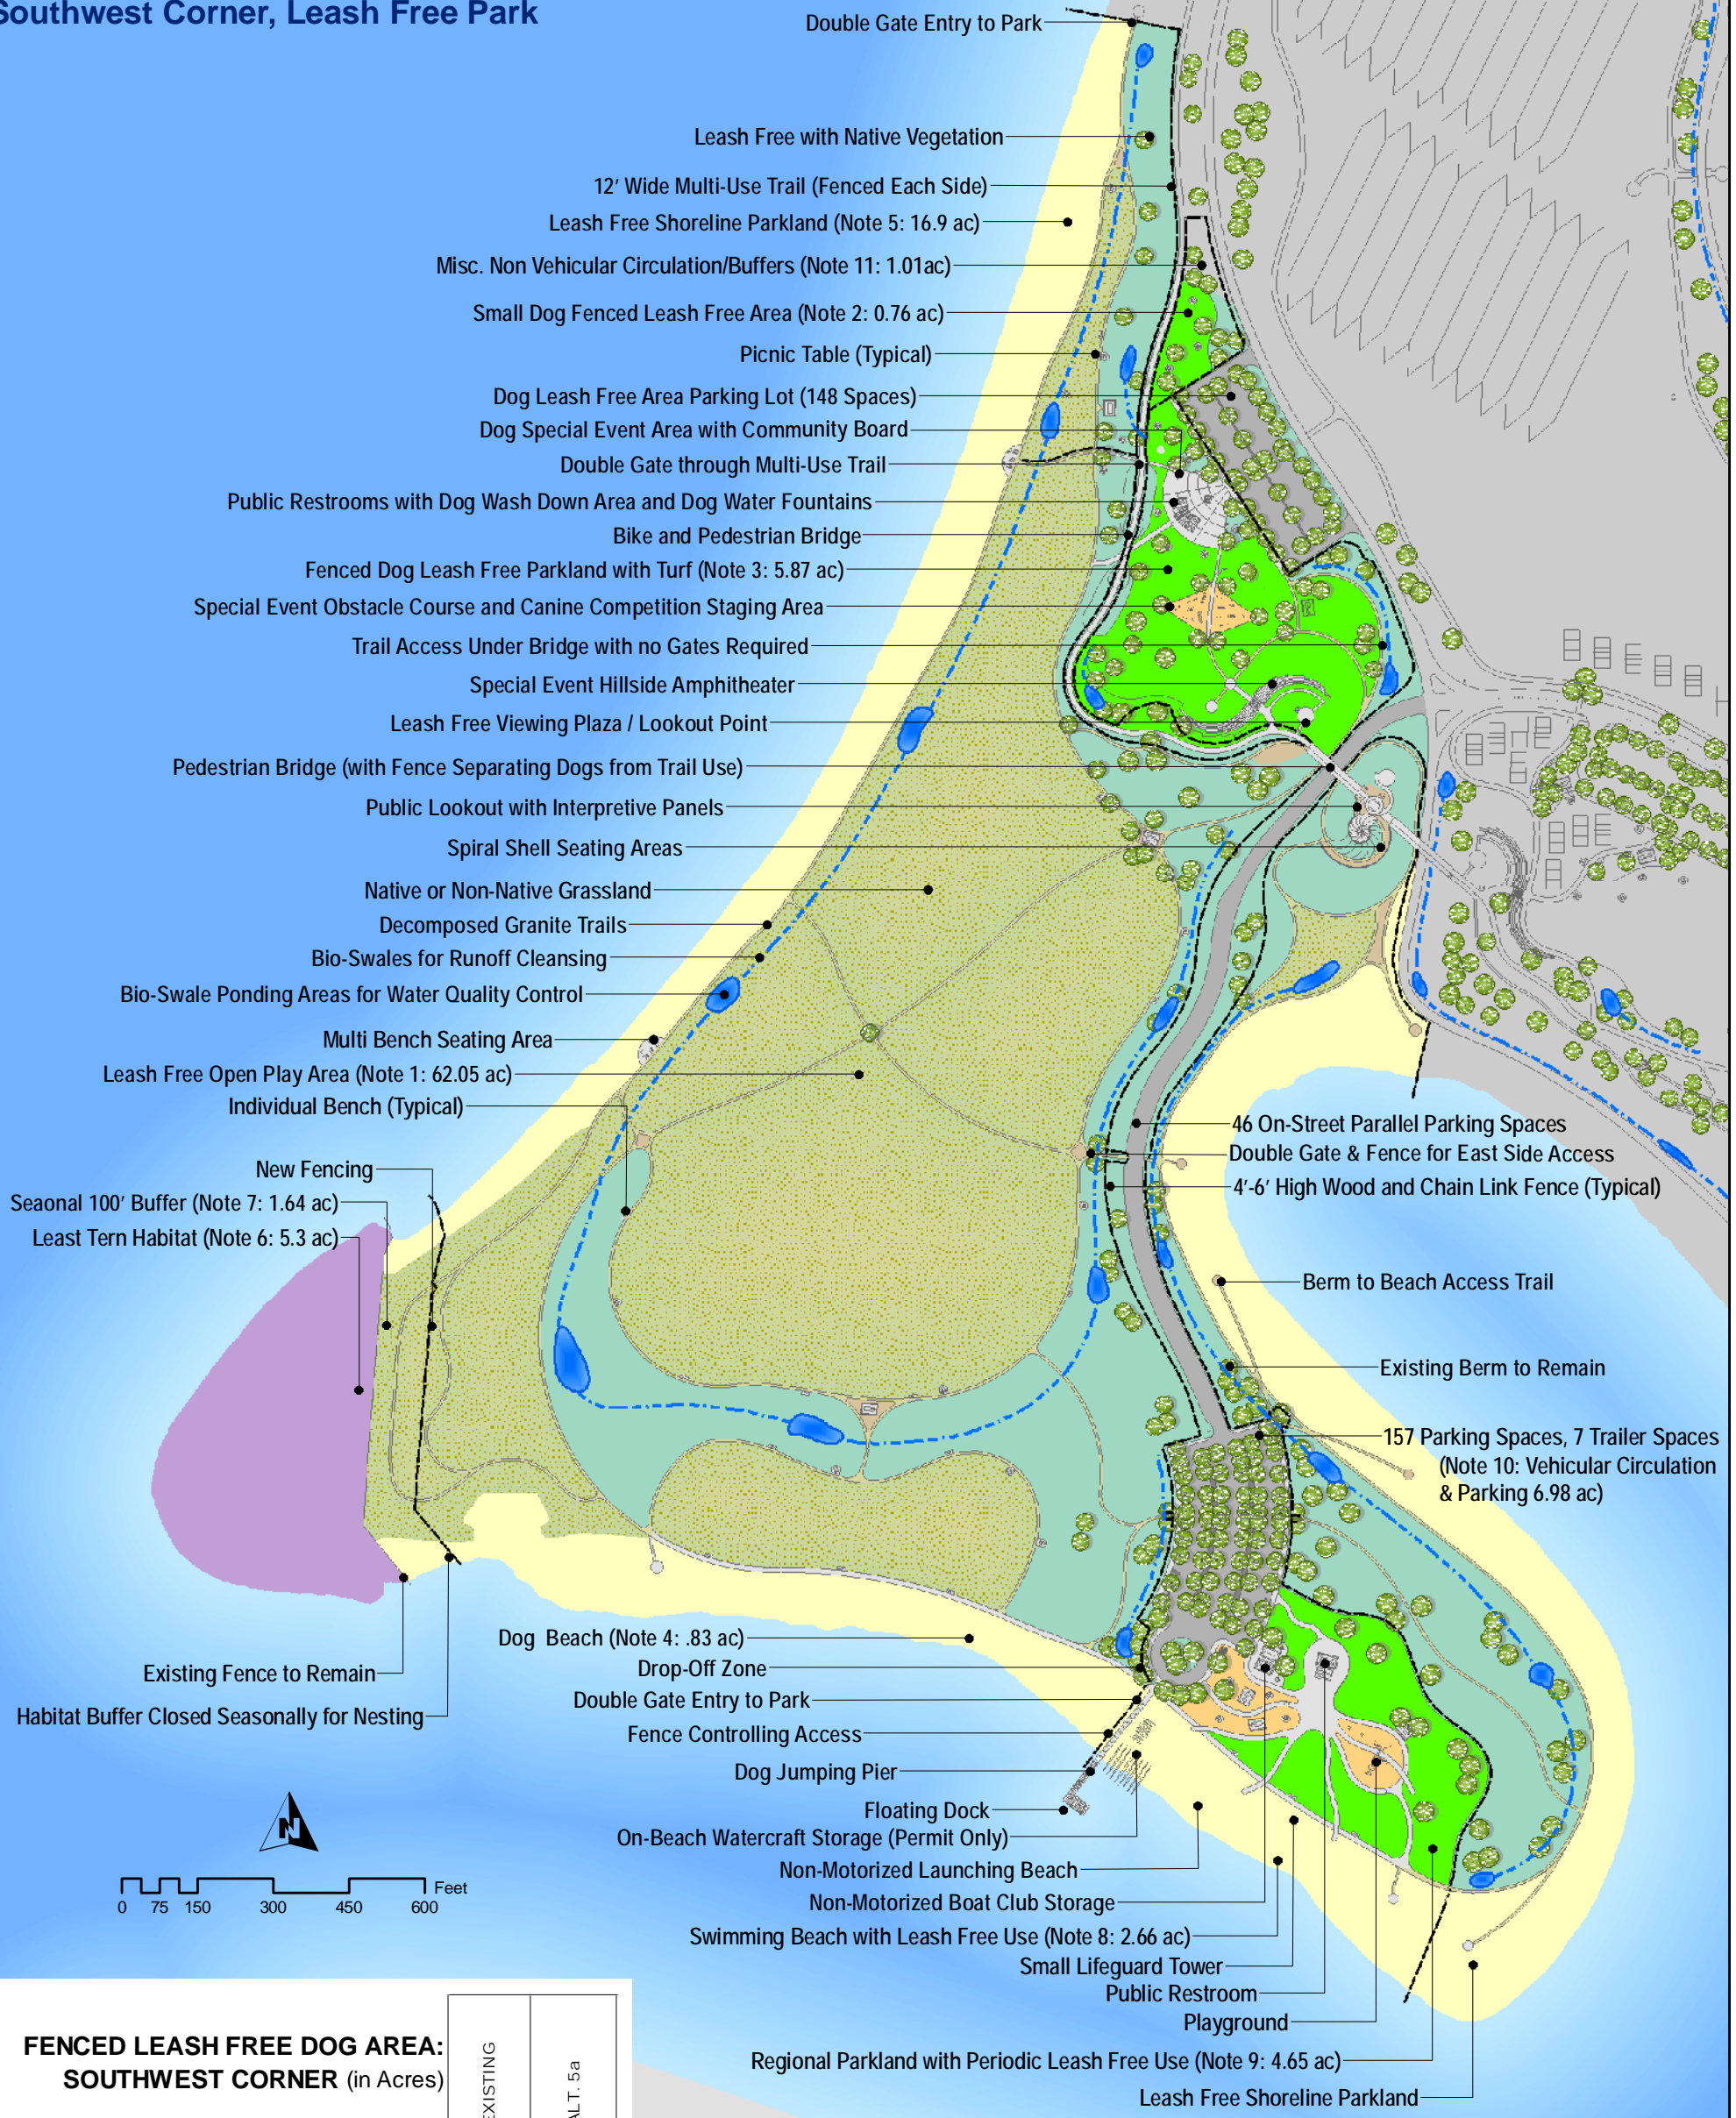 Southwest Corner, Leash Free Park
Double Gate Entry to Park
Leash Free with Native Vegetation
12' Wide Multi-Use Trail (Fenced Each Side)
Leash Free Shoreline Parkland (Note 5: 16.9 ac)
Misc. Non Vehicular Circulation/Buffers (Note 11: 1.01ac)
Small Dog Fenced Leash Free Area (Note 2: 0.76 ac)
Picnic Table (Typical)
Dog Leash Free Area Parking Lot (148 Spaces)
Dog Special Event Area with Community Board
Double Gate through Multi-Use Trail
Public Restrooms with Dog Wash Down Area and Dog Water Fountains
Bike and Pedestrian Bridge
Fenced Dog Leash Free Parkland with Turf (Note 3: 5.87 ac)
Special Event Obstacle Course and Canine Competition Staging Area
Trail Access Under Bridge with no Gates Required
Special Event Hillside Amphitheater
Leash Free Viewing Plaza / Lookout Point
Pedestrian Bridge (with Fence Separating Dogs from Trail Use)
Public Lookout with Interpretive Panels
Spiral Shell Seating Areas
Native or Non-Native Grassland
Decomposed Granite Trails
Bio-Swales for Runoff Cleansing
Bio-Swale Ponding Areas for Water Quality Control
Multi Bench Seating Area
Leash Free Open Play Area (Note 1: 62.05 ac)
Individual Bench (Typical)
46 On-Street Parallel Parking Spaces
Double Gate & Fence for East Side Access
4'-6' High Wood and Chain Link Fence (Typical)
New Fencing
Seaonal 100' Buffer (Note 7: 1.64 ac)
Least Tern Habitat (Note 6: 5.3 ac)
Berm to Beach Access Trail
Existing Berm to Remain
157 Parking Spaces, 7 Trailer Spaces
(Note 10: Vehicular Circulation
& Parking 6.98 ac)
Dog Beach (Note 4: .83 ac)
Drop-Off Zone
Existing Fence to Remain
Double Gate Entry to Park
Habitat Buffer Closed Seasonally for Nesting
Fence Controlling Access
Dog Jumping Pier
Floating Dock
On-Beach Watercraft Storage (Permit Only)
Non-Motorized Launching Beach
Non-Motorized Boat Club Storage
Swimming Beach with Leash Free Use (Note 8: 2.66 ac)
Small Lifeguard Tower
Public Restroom
Playground
Regional Parkland with Periodic Leash Free Use (Note 9: 4.65 ac)
Leash Free Shoreline Parkland
N
Feet
0 75 150 300 450 600
FENCED LEASH FREE DOG AREA:
SOUTHWEST CORNER (in Acres)
EXISTING
ALT. 5a